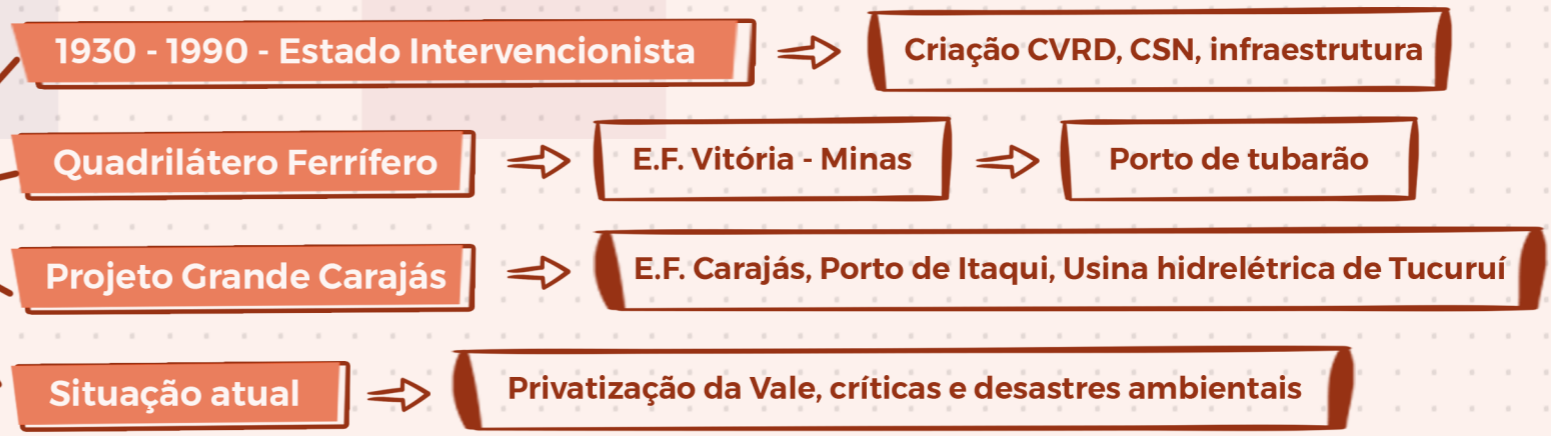 1930 - 1990 - Estado Intervencionista
Criação CVRD, CSN, infraestrutura
Quadrilátero Ferrífero
E.F. Vitória - Minas
Porto de tubarão
Projeto Grande Carajás
E.F. Carajás, Porto de Itaqui, Usina hidrelétrica de Tucuruí
Situação atual
Privatização da Vale, críticas e desastres ambientais